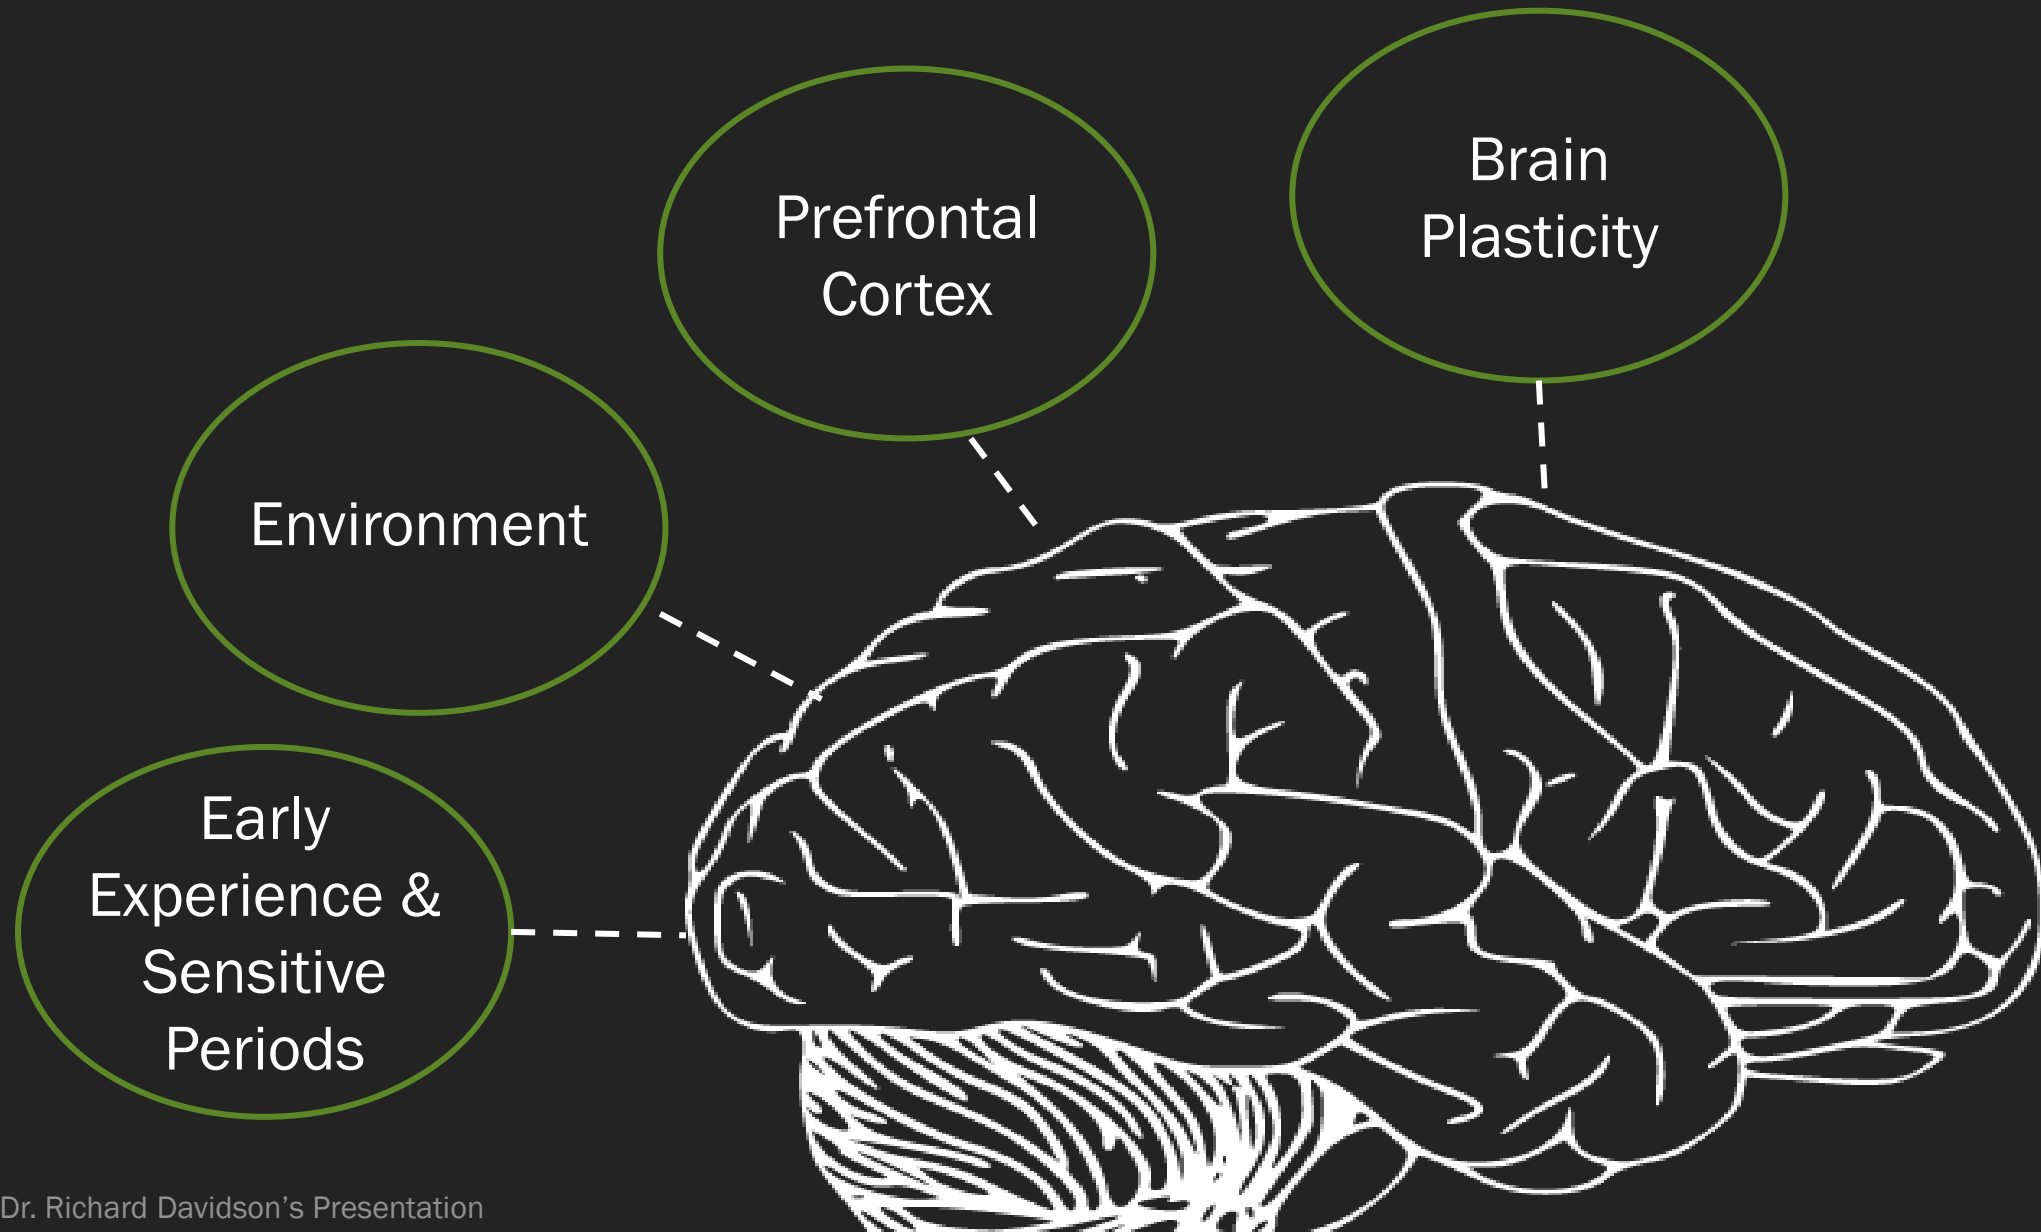 Brain
Plasticity
Prefrontal
Cortex
Environment
Early
Experience &
Sensitive
Periods
Dr. Richard Davidson’s Presentation